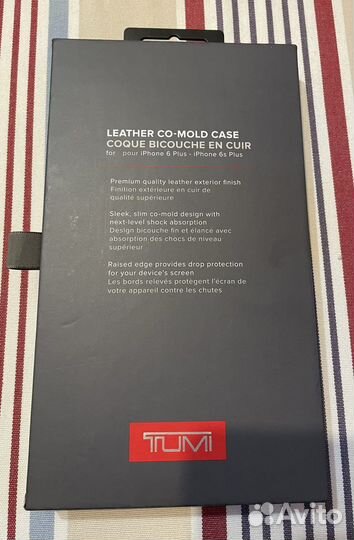 LEATHER CO-MOLD CASE
COQUE BICOUCHE EN CUIR
for pour iPhone 6 Plus - iPhone 6s Plus
Premium quality leather exterior finish
Finition extérieure en cuir de
qualité supérieure
Sleek, slim co-mold design with
next-level shock absorption
Design bicouche fin et élancé avec
absorption des chocs de niveau
supérieur
Raised edge provides drop protection
for your device's screen
Les bords relevés protègent l'écran de
votre appareil contre les chutes
TUMI
Avito